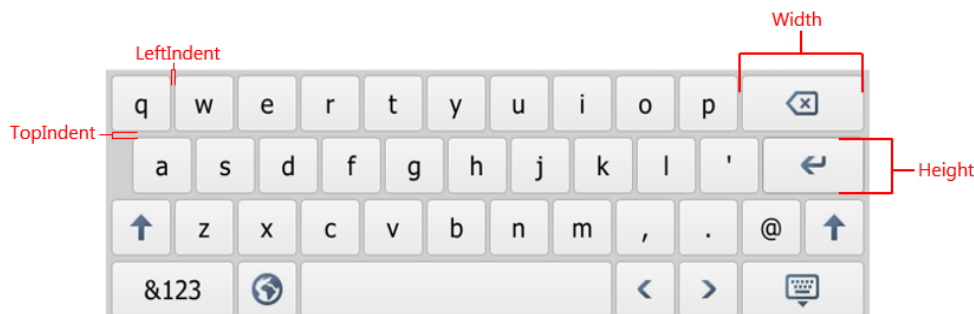 Width
LeftIndent
q w e r t y u i o p
TopIndent
a s d f g h j k l '
Height
z x c v b n m , . @
&123 < >